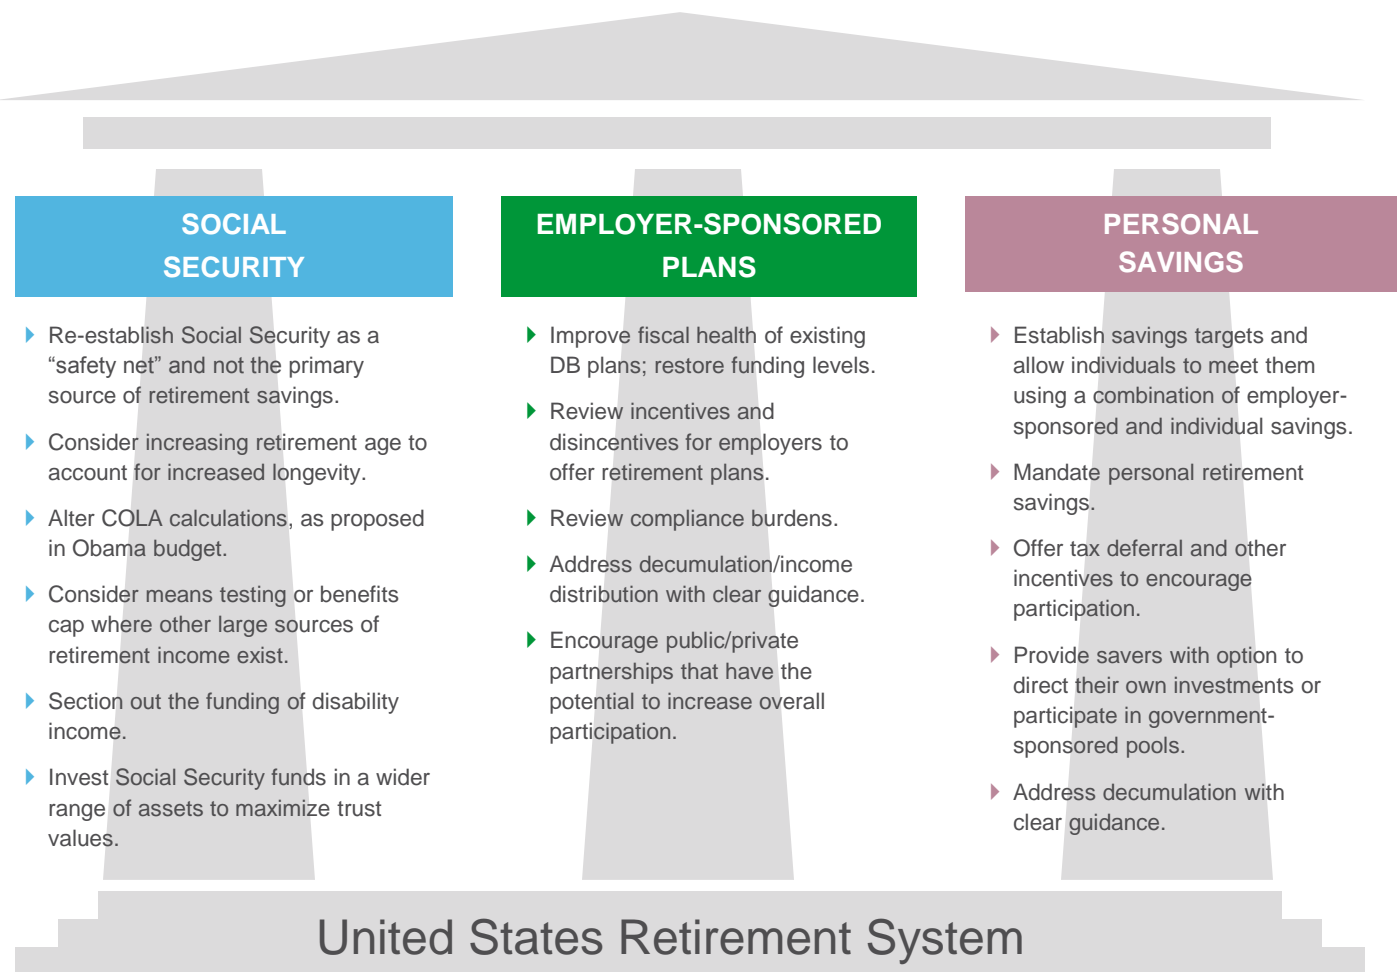 SOCIAL
SECURITY
Re-establish Social Security as a
“safety net” and not the primary
source of retirement savings.
Consider increasing retirement age to
account for increased longevity.
Alter COLA calculations, as proposed
in Obama budget.
Consider means testing or benefits
cap where other large sources of
retirement income exist.
Section out the funding of disability
income.
Invest Social Security funds in a wider
range of assets to maximize trust
values.
EMPLOYER-SPONSORED
PLANS
Improve fiscal health of existing
DB plans; restore funding levels.
Review incentives and
disincentives for employers to
offer retirement plans.
Review compliance burdens.
Address decumulation/income
distribution with clear guidance.
Encourage public/private
partnerships that have the
potential to increase overall
participation.
PERSONAL
SAVINGS
Establish savings targets and
allow individuals to meet them
using a combination of employer-
sponsored and individual savings.
Mandate personal retirement
savings.
Offer tax deferral and other
incentives to encourage
participation.
Provide savers with option to
direct their own investments or
participate in government-
sponsored pools.
Address decumulation with
clear guidance.
United States Retirement System